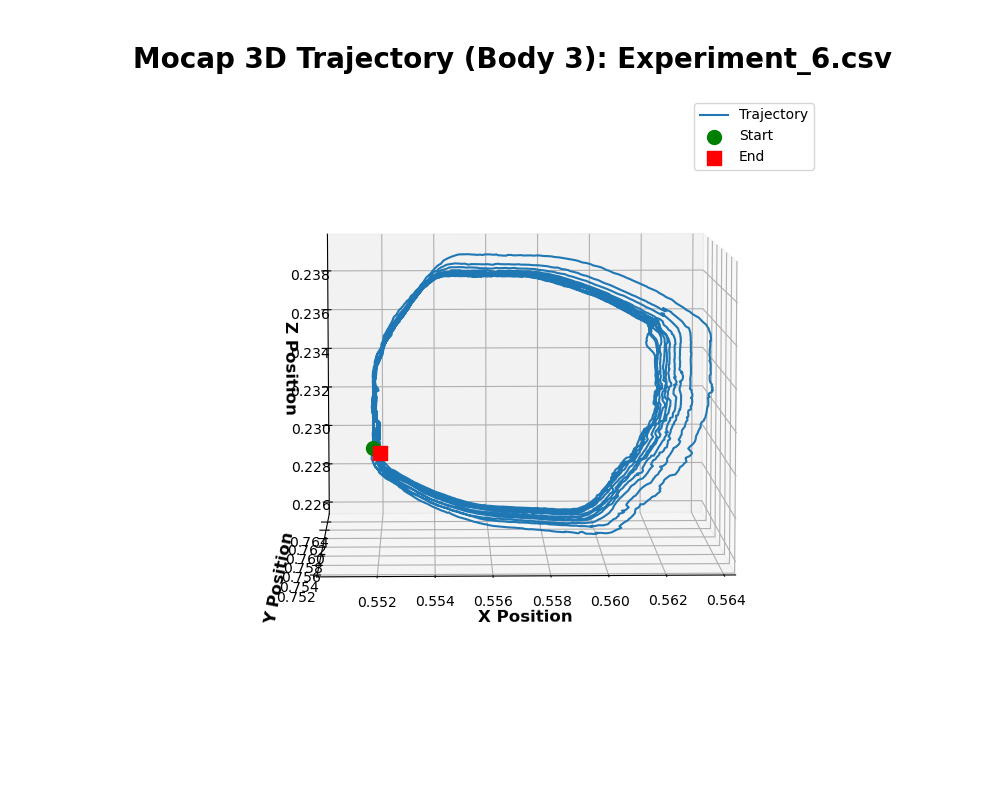 Mocap 3D Trajectory (Body 3): Experiment_6.csv
Trajectory
Start
End
0.238
0.236
0.234
0.232
0.230
0.228
0.226
Z Position
0.764
0.762
0.760
0.758
0.756
0.754
0.752
Y Position
0.552 0.554 0.556 0.558 0.560 0.562 0.564
X Position